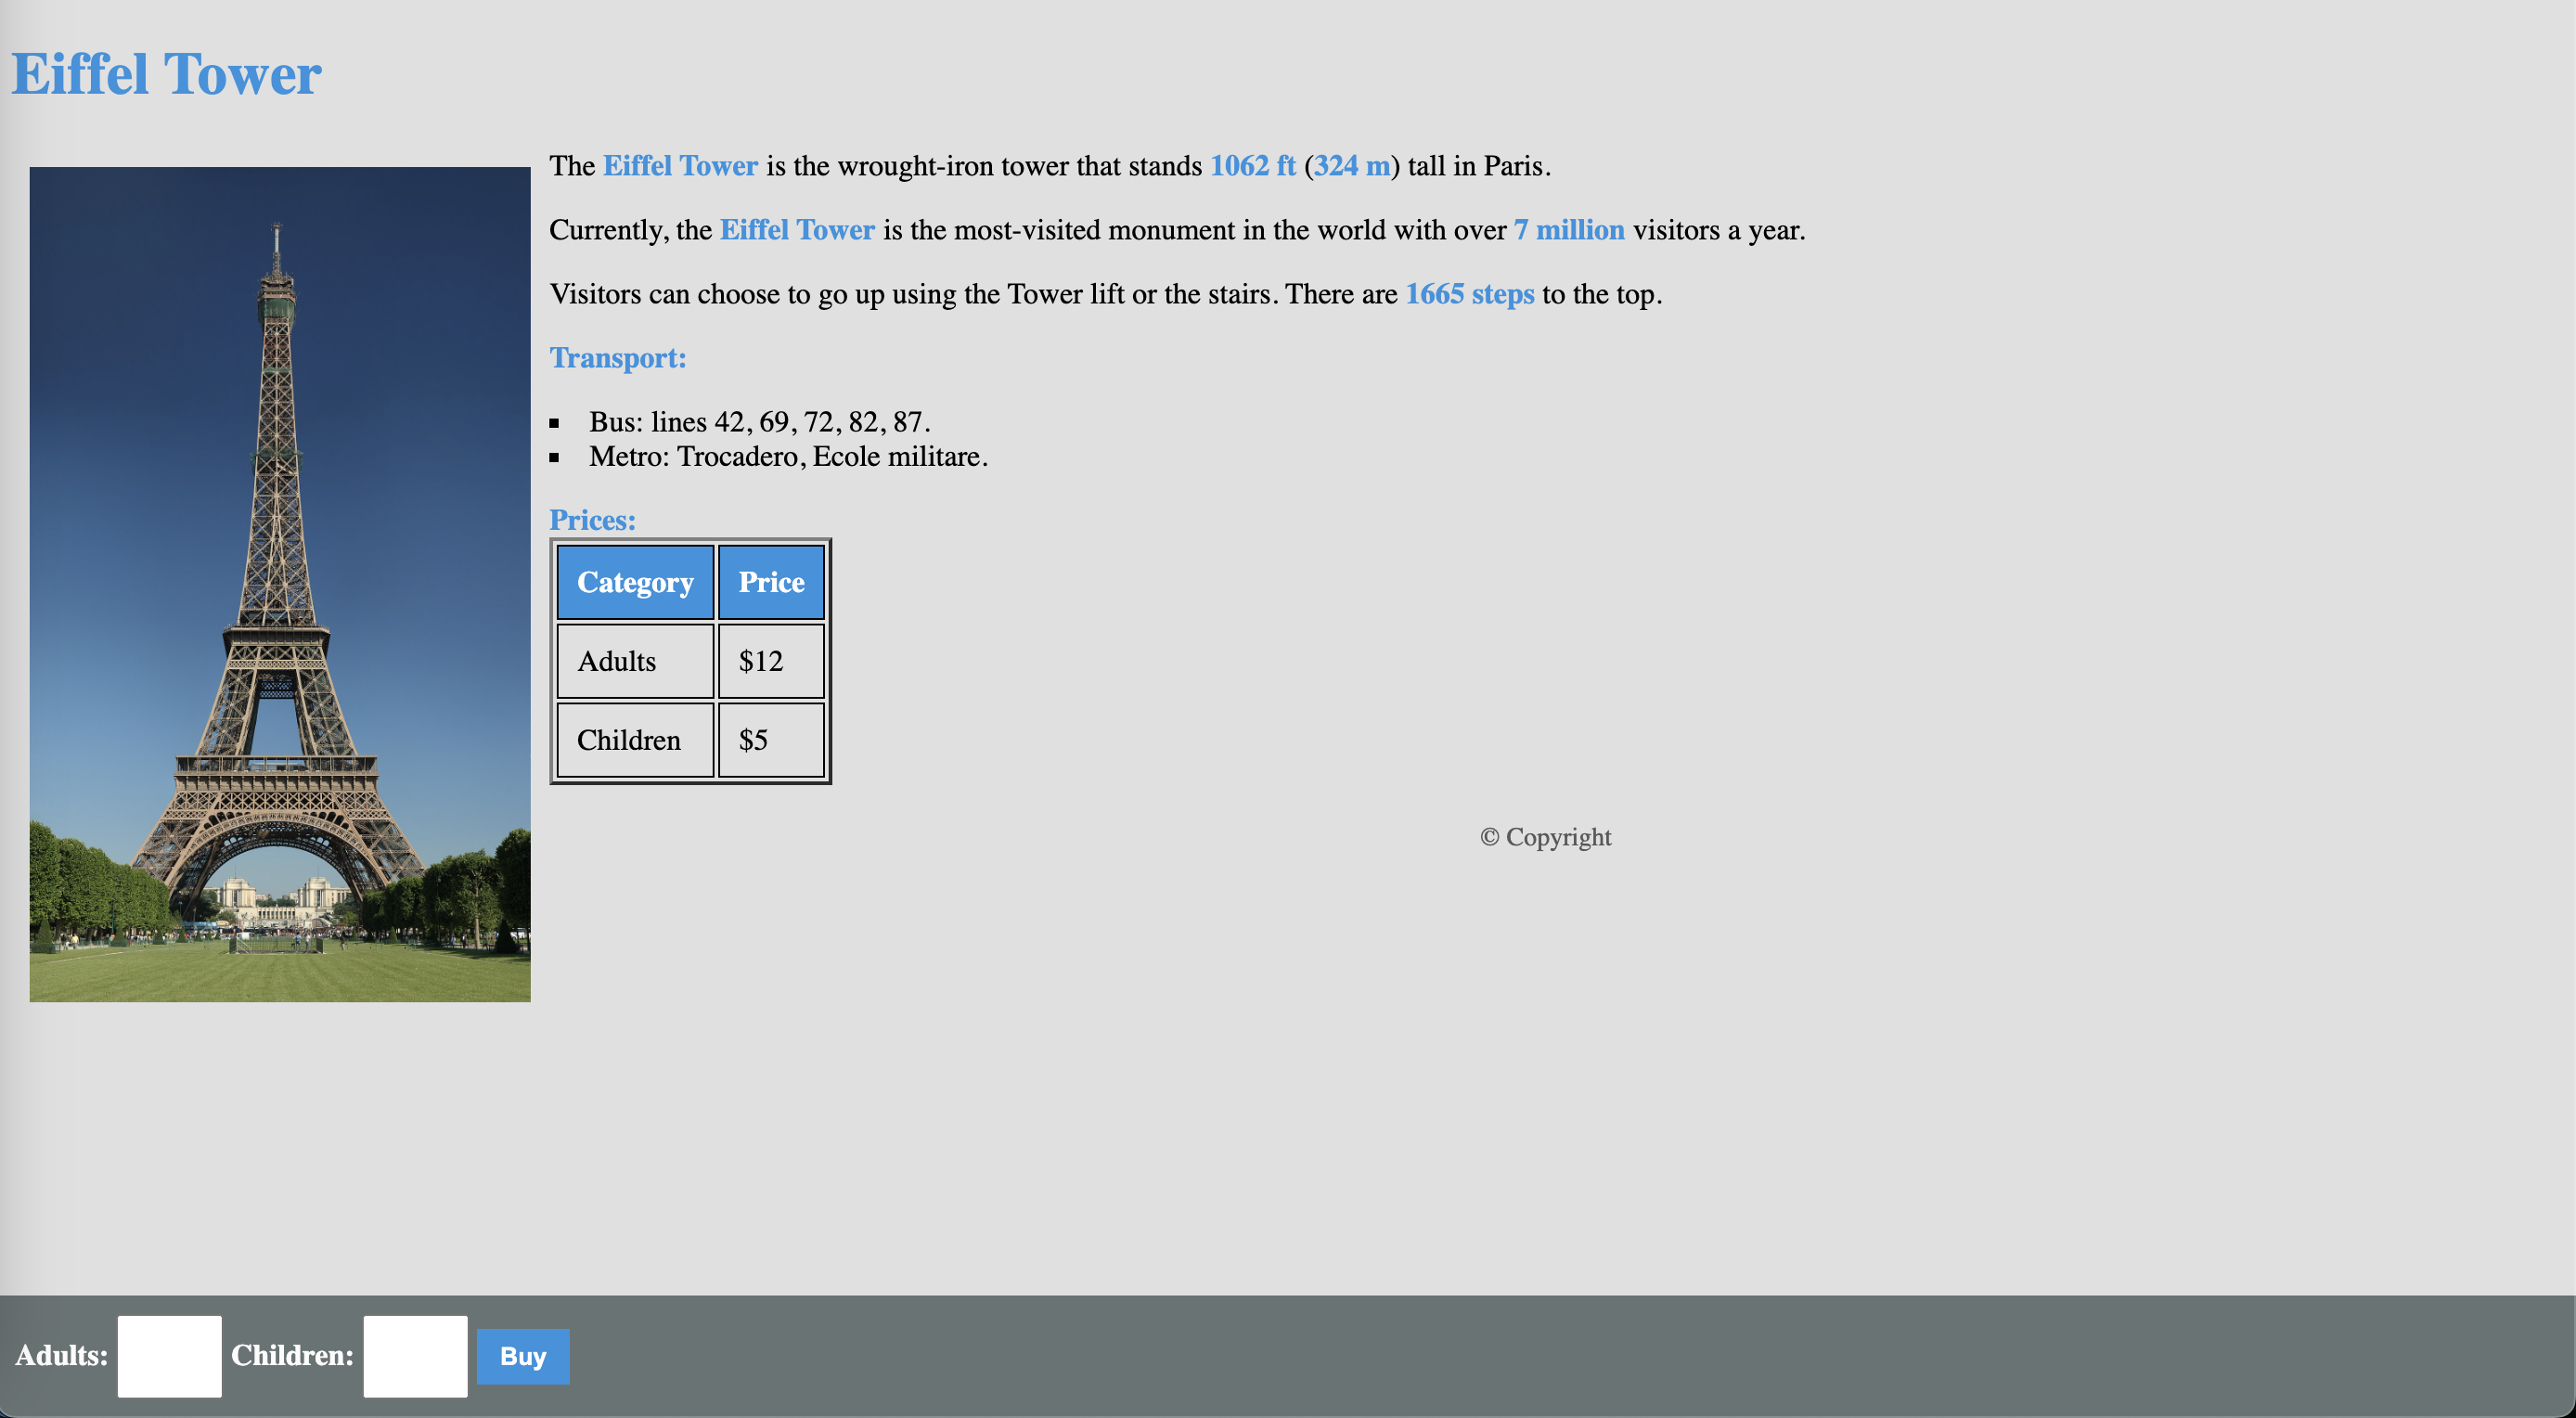 Eiffel Tower
The Eiffel Tower is the wrought-iron tower that stands 1062 ft (324 m) tall in Paris.
Currently, the Eiffel Tower is the most-visited monument in the world with over 7 million visitors a year.
Visitors can choose to go up using the Tower lift or the stairs. There are 1665 steps to the top.
Transport:
Bus: lines 42, 69, 72, 82, 87.
Metro: Trocadero, Ecole militare.
Prices:
Category Price
Adults $12
Children $5
© Copyright
Adults: Children: Buy